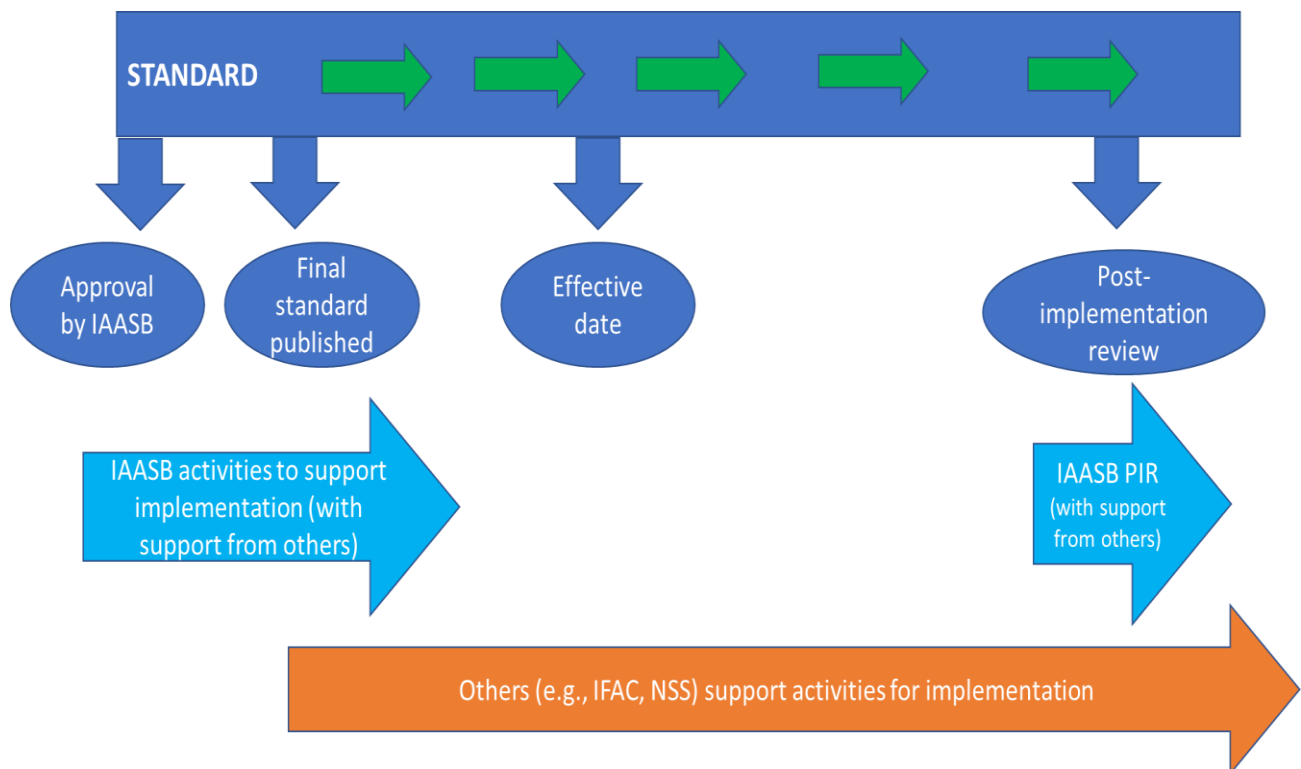 STANDARD
Approval
by IAASB
Final
standard
published
Effective
date
Post-
implementation
review
IAASB activities to support
implementation (with
support from others)
IAASB PIR
(with support
from others)
Others (e.g., IFAC, NSS) support activities for implementation